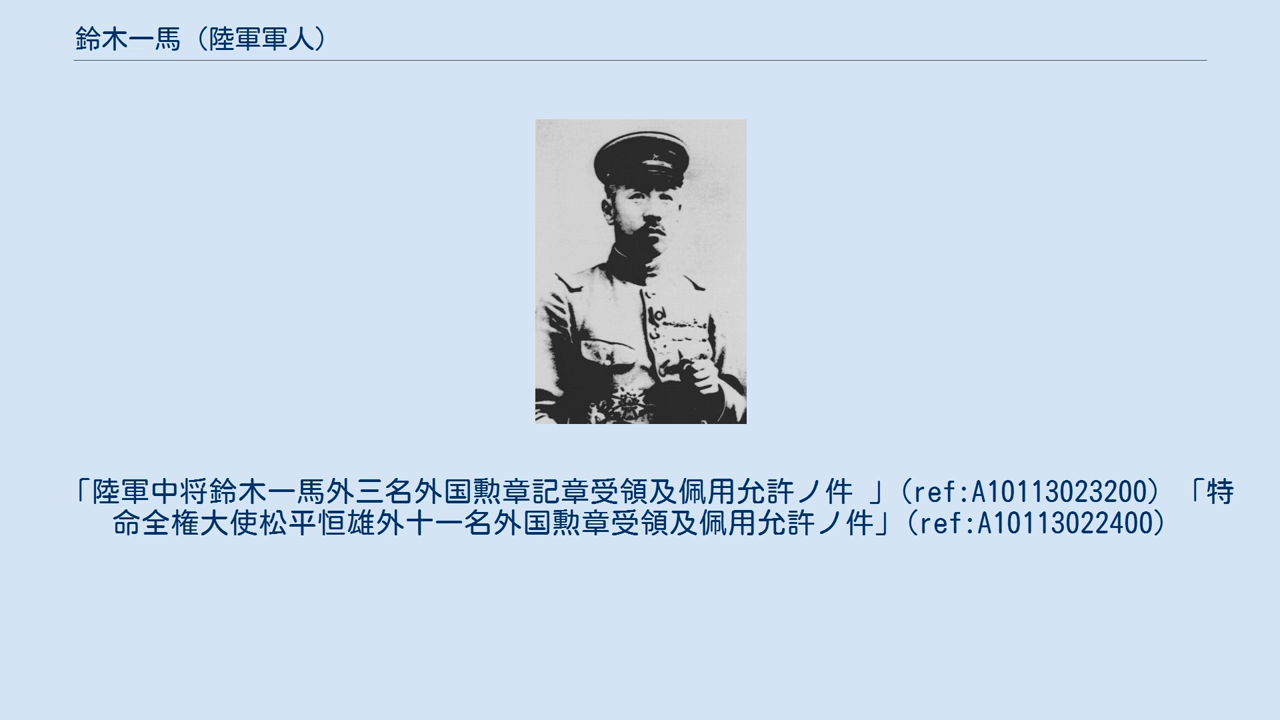 鈴木一馬（陸軍軍人）
「陸軍中将鈴木一馬外三名外国勲章記章受領及佩用允許ノ件 」（ref:A10113023200）「特
命全権大使松平恒雄外十一名外国勲章受領及佩用允許ノ件」（ref:A10113022400）